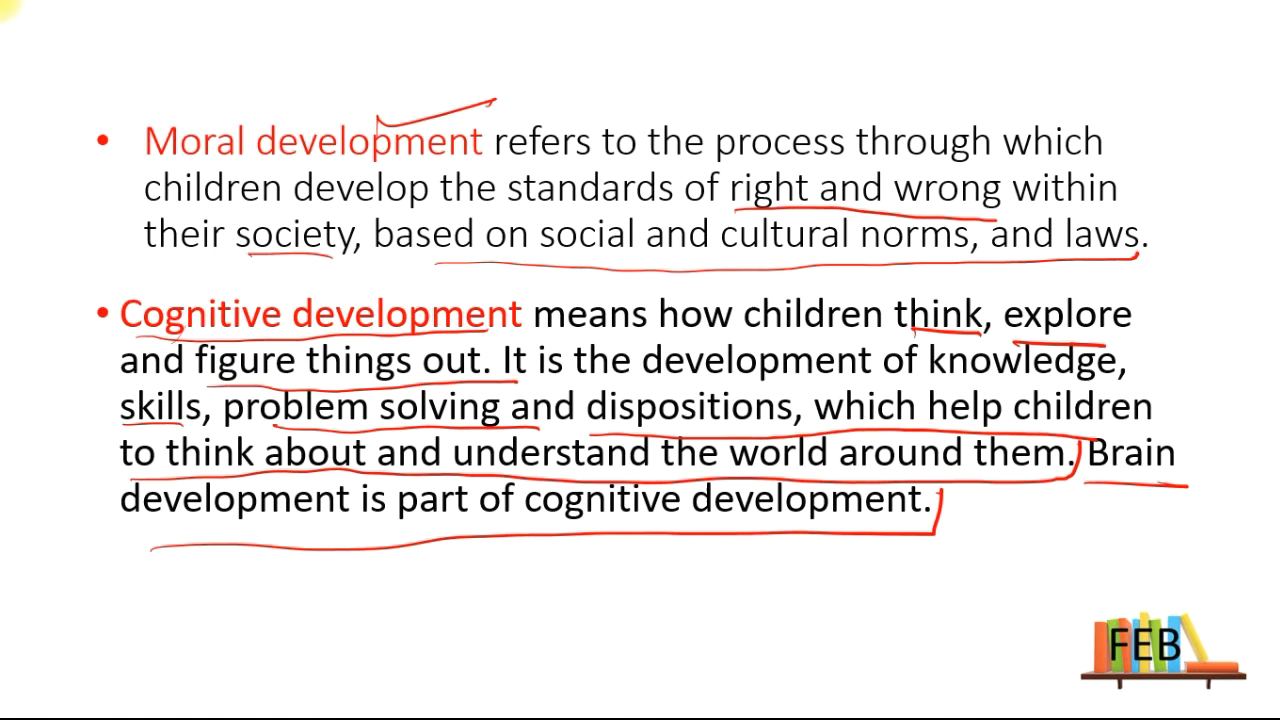 • Moral development refers to the process through which
children develop the standards of right and wrong within
their society, based on social and cultural norms, and laws.
• Cognitive development means how children think, explore
and figure things out. It is the development of knowledge,
skills, problem solving and dispositions, which help children
to think about and understand the world around them. Brain
development is part of cognitive development.
FEB